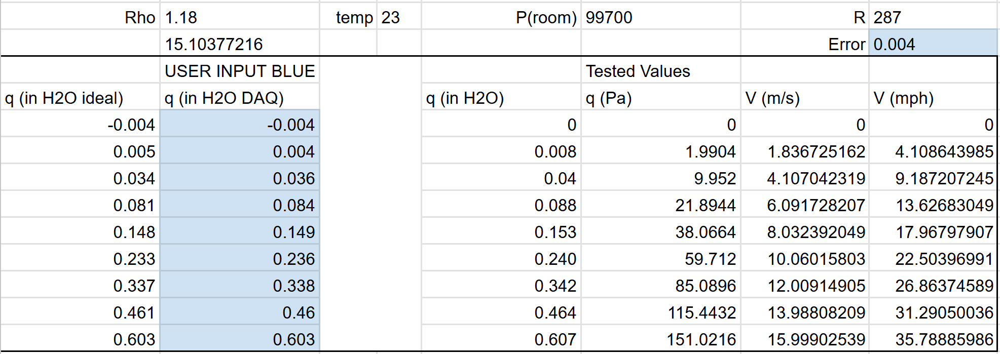 Rho 1.18 temp 23 P(room) 99700 R 287
15.10377216 Error 0.004
USER INPUT BLUE Tested Values
q (in H2O ideal) q (in H2O DAQ) q (in H2O) q (Pa) V (m/s) V (mph)
-0.004 -0.004 0 0 0 0
0.005 0.004 0.008 1.9904 1.836725162 4.108643985
0.034 0.036 0.04 9.952 4.107042319 9.187207245
0.081 0.084 0.088 21.8944 6.091728207 13.62683049
0.148 0.149 0.153 38.0664 8.032392049 17.96797907
0.233 0.236 0.240 59.712 10.06015803 22.50396991
0.337 0.338 0.342 85.0896 12.00914905 26.86374589
0.461 0.46 0.464 115.4432 13.98808209 31.29050036
0.603 0.603 0.607 151.0216 15.99902539 35.78885986